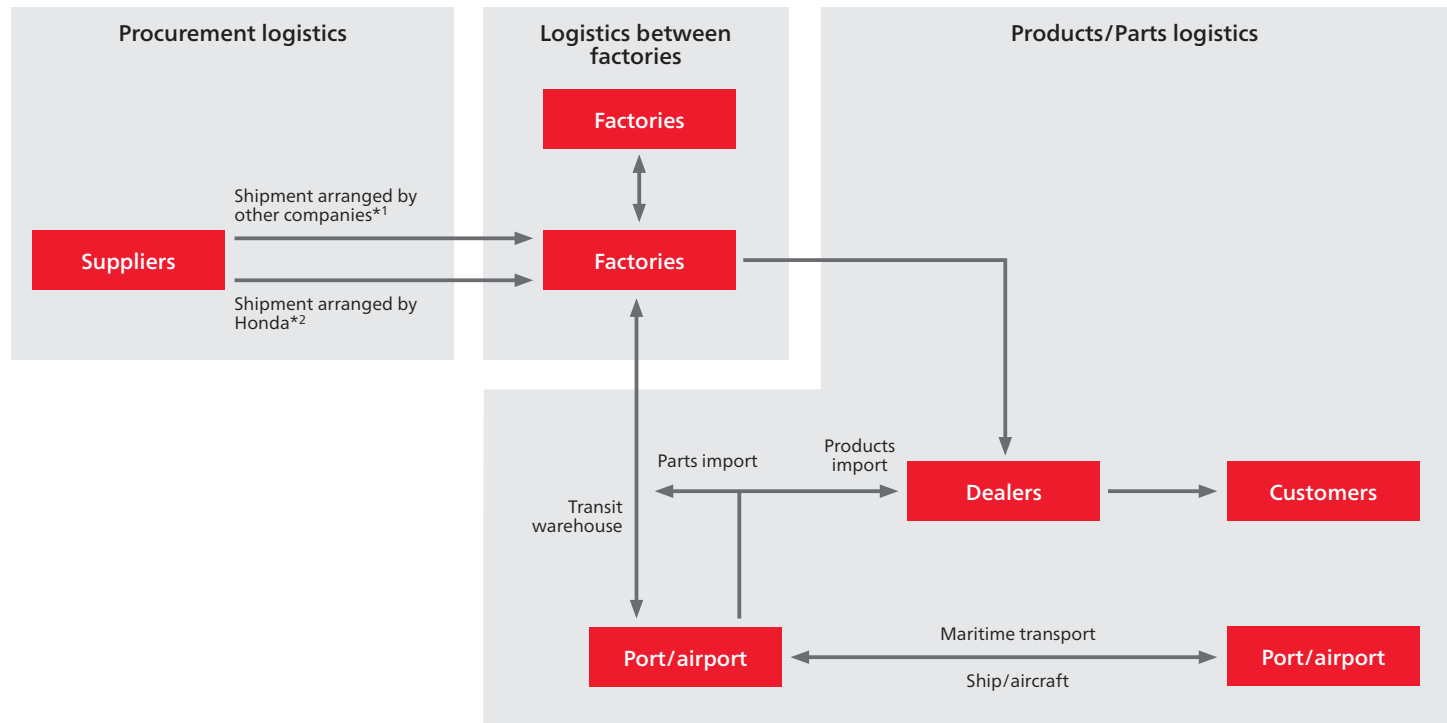 Procurement logistics
Logistics between
factories
Products/Parts logistics
Factories
Shipment arranged by
other companies*1
Suppliers
Factories
Shipment arranged by
Honda*2
Parts import
Products
import
Dealers
Customers
Transit
warehouse
Port/airport
Maritime transport
Ship/aircraft
Port/airport